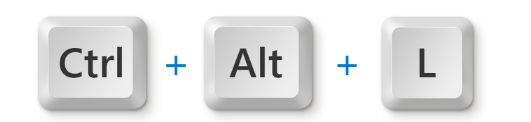 Ctrl + Alt + L